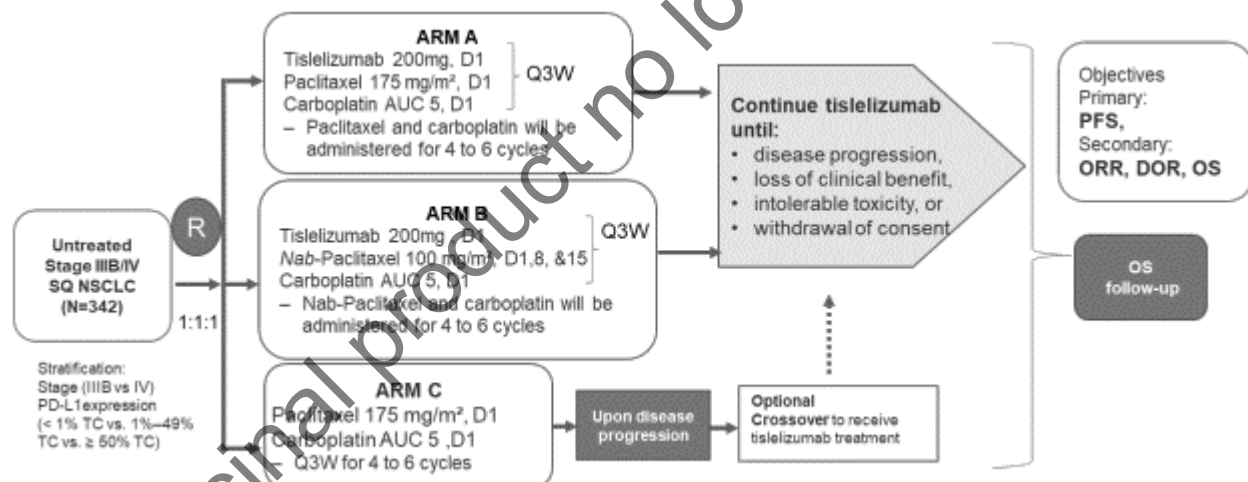 Untreated
Stage IIIB/IV
SQ NSCLC
(N=342)
R
1:1:1
Stratification:
Stage (IIIB vs IV)
PD-L1expression
(< 1% TC vs. 1%–49%
TC vs. ≥ 50% TC)
ARM A
Tislelizumab 200mg, D1
Paclitaxel 175 mg/m², D1
Carboplatin AUC 5, D1
Q3W
– Paclitaxel and carboplatin will be
administered for 4 to 6 cycles
ARM B
Tislelizumab 200mg, D1
Nab-Paclitaxel 100 mg/m², D1,8, &15
Carboplatin AUC 5, D1
Q3W
– Nab-Paclitaxel and carboplatin will be
administered for 4 to 6 cycles
ARM C
Paclitaxel 175 mg/m², D1
Carboplatin AUC 5 ,D1
– Q3W for 4 to 6 cycles
Upon disease
progression
Optional
Crossover to receive
tislelizumab treatment
Continue tislelizumab
until:
• disease progression,
• loss of clinical benefit,
• intolerable toxicity, or
• withdrawal of consent
Objectives
Primary:
PFS,
Secondary:
ORR, DOR, OS
OS
follow-up
sinal product no lo